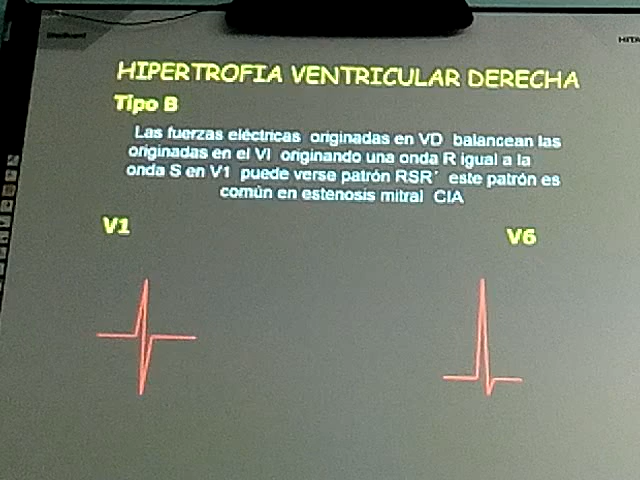 HITA
HIPERTROFIA VENTRICULAR DERECHA
Tipo B
Las fuerzas eléctricas originadas en VD balancean las
originadas en el VI originando una onda R igual a la
onda S en V1 puede verse patrón RSR´ este patrón es
común en estenosis mitral CIA
V1
V6